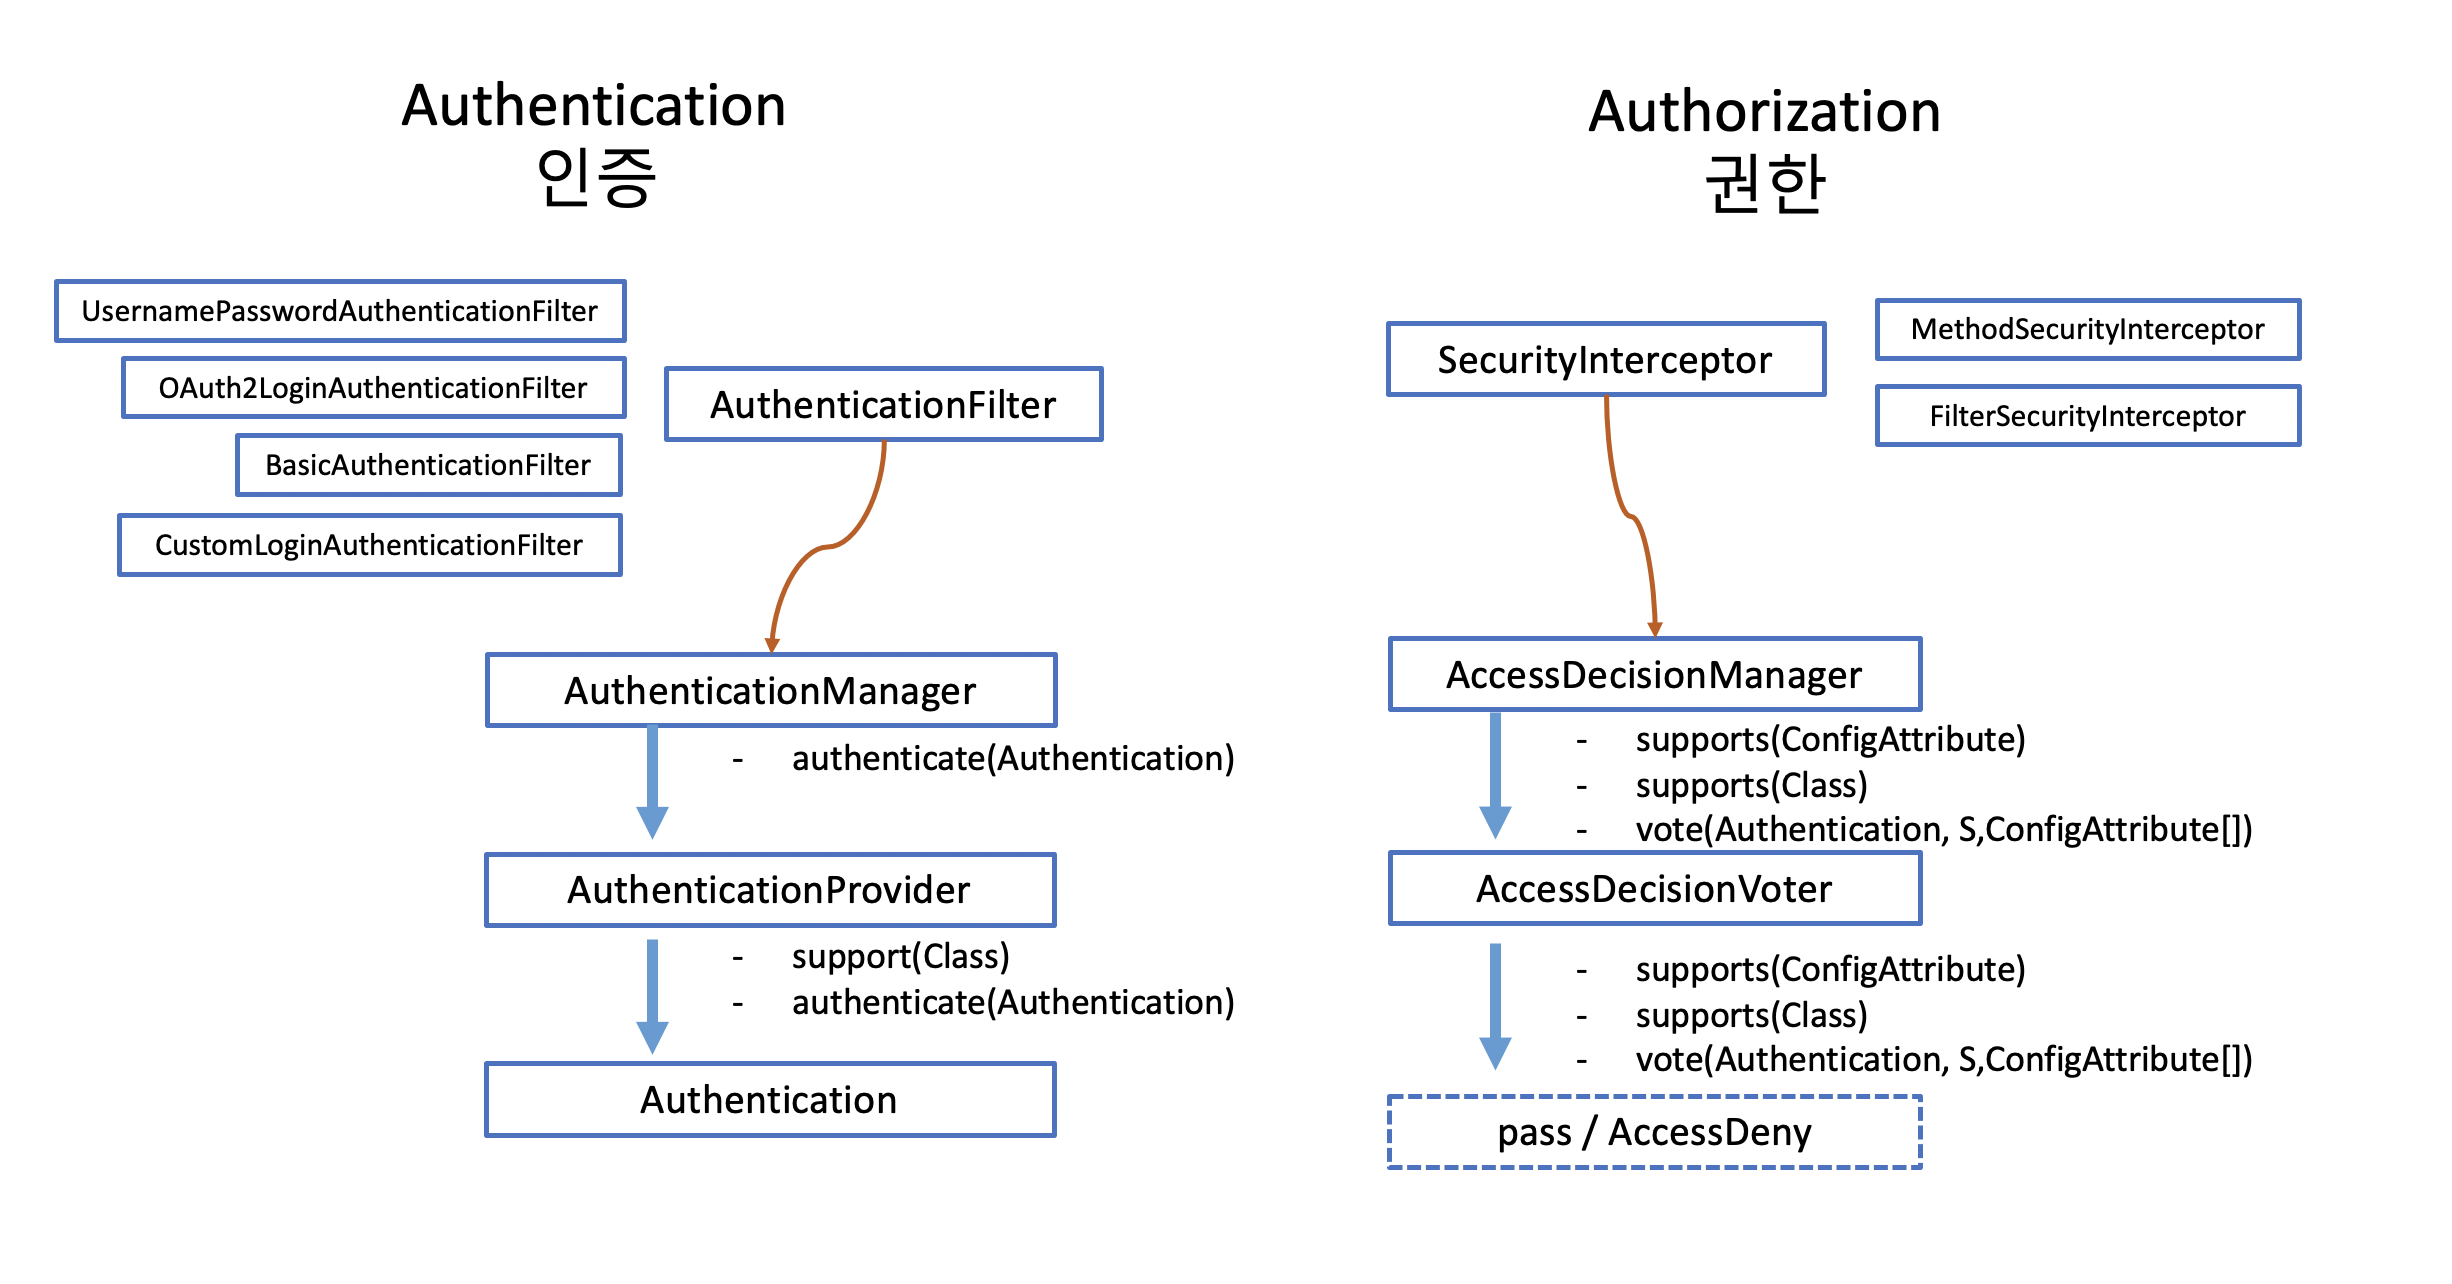 Authentication
인증
UsernamePasswordAuthenticationFilter
OAuth2LoginAuthenticationFilter
BasicAuthenticationFilter
CustomLoginAuthenticationFilter
AuthenticationFilter
AuthenticationManager
- authenticate(Authentication)
AuthenticationProvider
- support(Class)
- authenticate(Authentication)
Authentication
Authorization
권한
SecurityInterceptor
MethodSecurityInterceptor
FilterSecurityInterceptor
AccessDecisionManager
- supports(ConfigAttribute)
- supports(Class)
- vote(Authentication, S,ConfigAttribute[])
AccessDecisionVoter
- supports(ConfigAttribute)
- supports(Class)
- vote(Authentication, S,ConfigAttribute[])
pass / AccessDeny